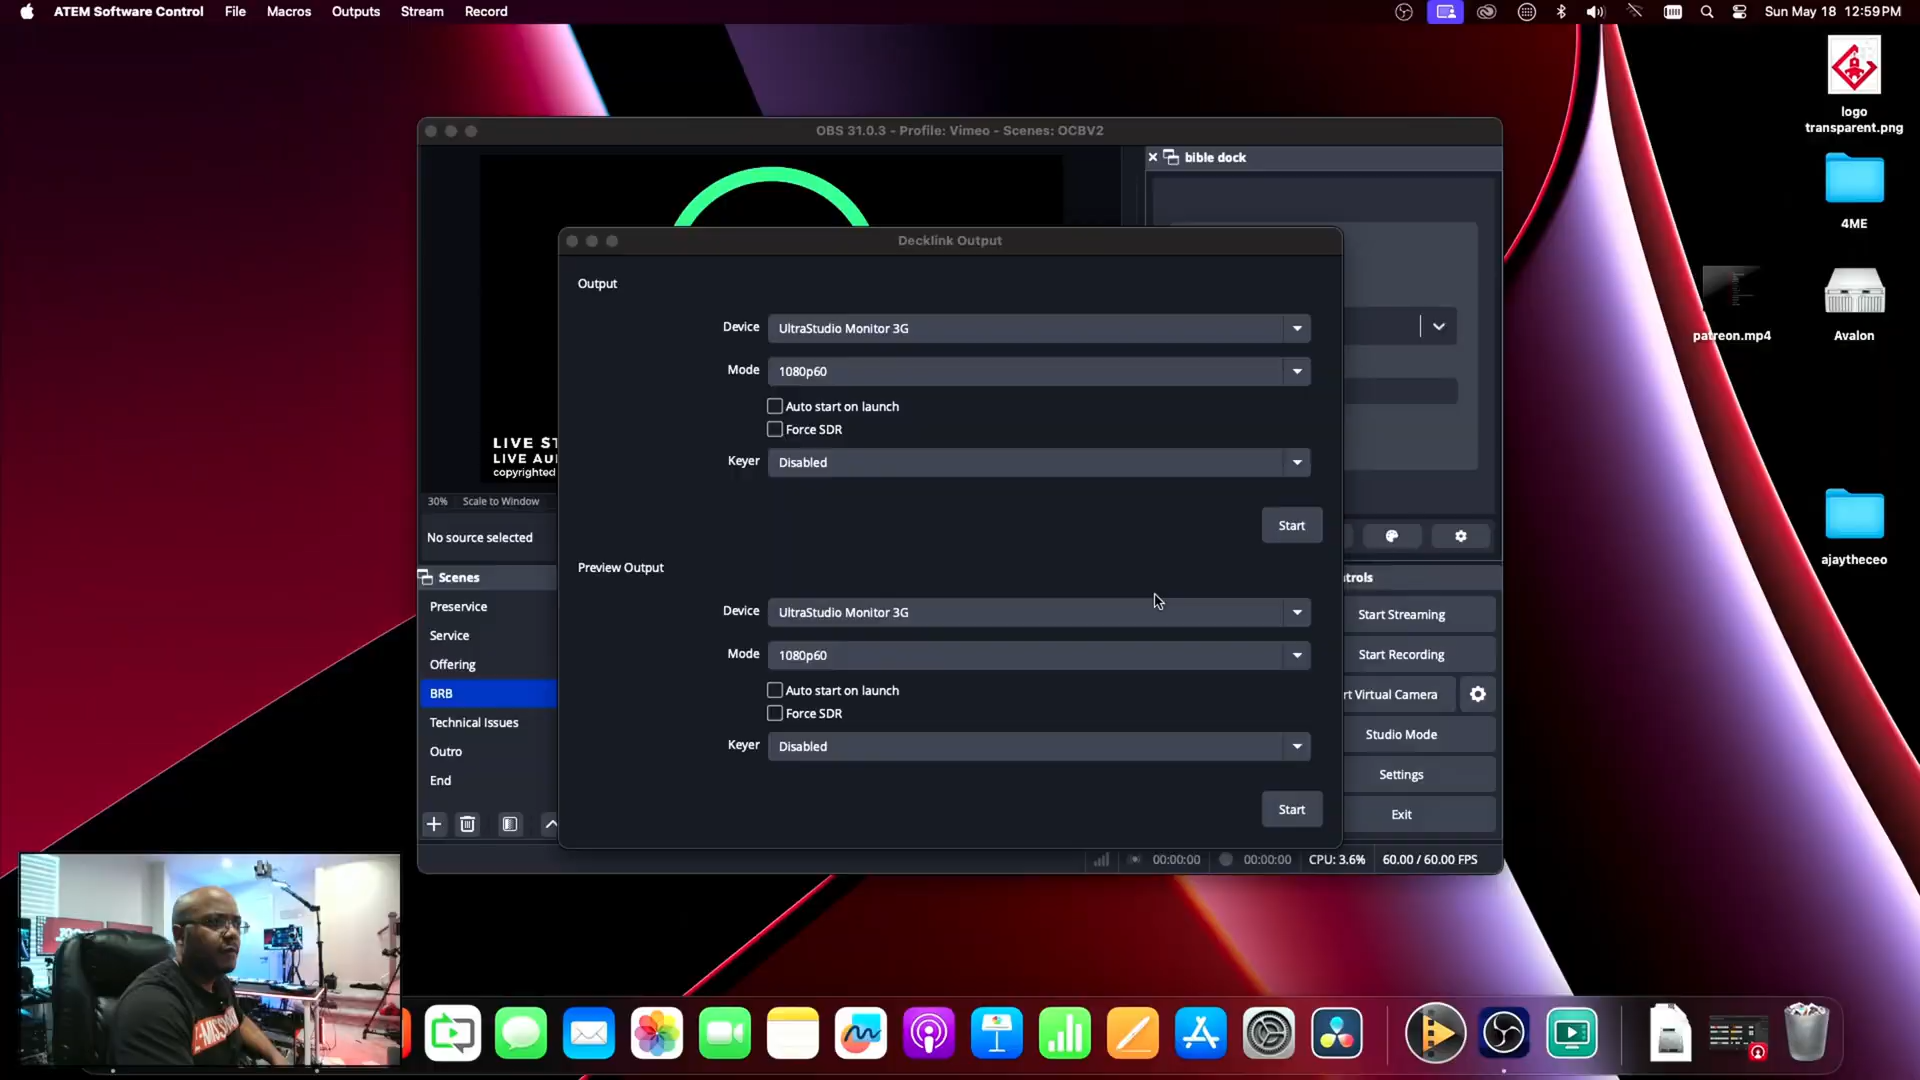 ATEM Software Control File Macros Outputs Stream Record Sun May 18 12:59 PM
logo
transparent.png
4ME
patreon.mp4
Avalon
ajaytheceo
OBS 31.0.3 - Profile: Vimeo - Scenes: OCBV2
bible dock
LIVE ST
LIVE AU
copyrighted
30% Scale to Window
No source selected
Scenes
Preservice
Service
Offering
BRB
Technical Issues
Outro
End
Decklink Output
Output
Device UltraStudio Monitor 3G
Mode 1080p60
Auto start on launch
Force SDR
Keyer Disabled
Start
Preview Output
Device UltraStudio Monitor 3G
Mode 1080p60
Auto start on launch
Force SDR
Keyer Disabled
Start
trols
Start Streaming
Start Recording
rt Virtual Camera
Studio Mode
Settings
Exit
00:00:00 00:00:00 CPU: 3.6% 60.00 / 60.00 FPS